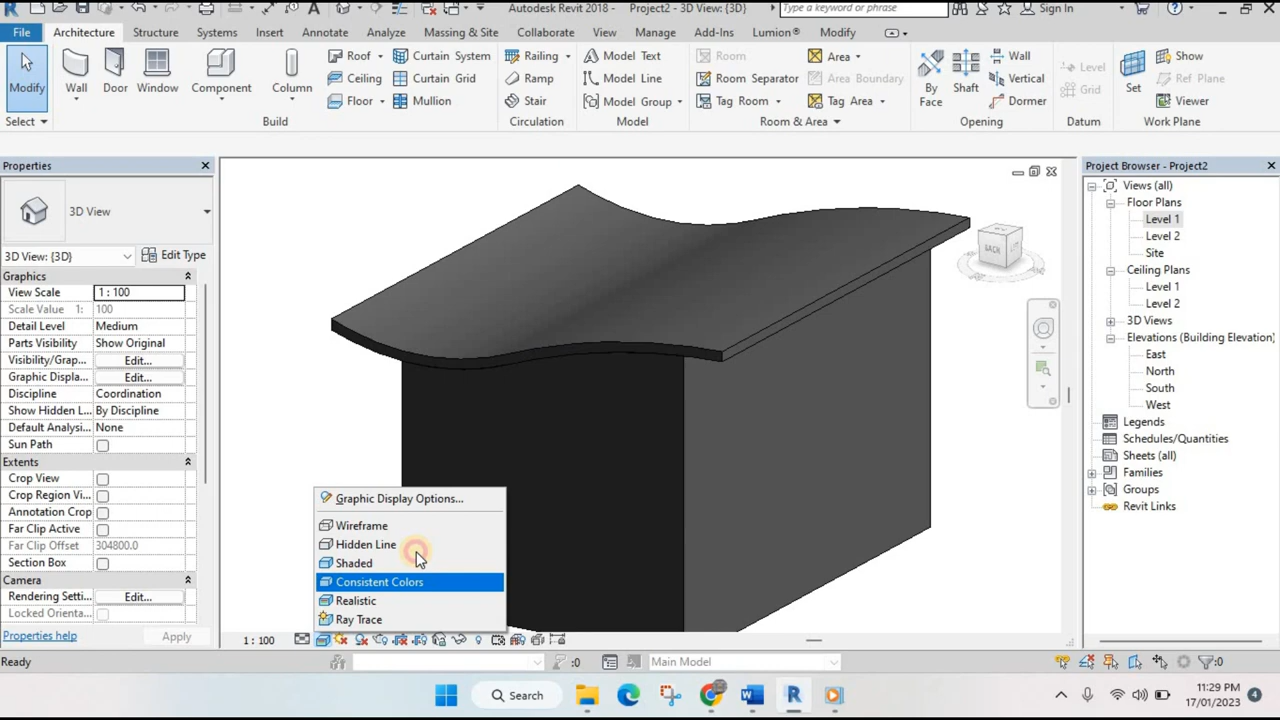 Autodesk Revit 2018 - Project2 - 3D View: {3D}
Type a keyword or phrase
Sign In
File Architecture Structure Systems Insert Annotate Analyze Massing & Site Collaborate View Manage Add-Ins Lumion® Modify
Modify
Select
Wall
Door
Window
Component
Column
Roof
Ceiling
Floor
Curtain System
Curtain Grid
Mullion
Build
Railing
Ramp
Stair
Circulation
Model Text
Model Line
Model Group
Model
Room
Room Separator
Tag Room
Area
Area Boundary
Tag Area
Room & Area
By Face
Shaft
Wall
Vertical
Dormer
Opening
Level
Grid
Datum
Set
Show
Ref Plane
Viewer
Work Plane
Properties
3D View
3D View: {3D} Edit Type
Graphics
View Scale 1 : 100
Scale Value 1: 100
Detail Level Medium
Parts Visibility Show Original
Visibility/Grap... Edit...
Graphic Displa... Edit...
Discipline Coordination
Show Hidden L... By Discipline
Default Analysi... None
Sun Path
Extents
Crop View
Crop Region Vi...
Annotation Crop
Far Clip Active
Far Clip Offset 304800.0
Section Box
Camera
Rendering Setti... Edit...
Locked Orienta...
Properties help Apply
BACK
Graphic Display Options...
Wireframe
Hidden Line
Shaded
Consistent Colors
Realistic
Ray Trace
1 : 100
Project Browser - Project2
Views (all)
Floor Plans
Level 1
Level 2
Site
Ceiling Plans
Level 1
Level 2
3D Views
Elevations (Building Elevation)
East
North
South
West
Legends
Schedules/Quantities
Sheets (all)
Families
Groups
Revit Links
Ready
:0
Main Model
:0
Search
11:29 PM
17/01/2023
4